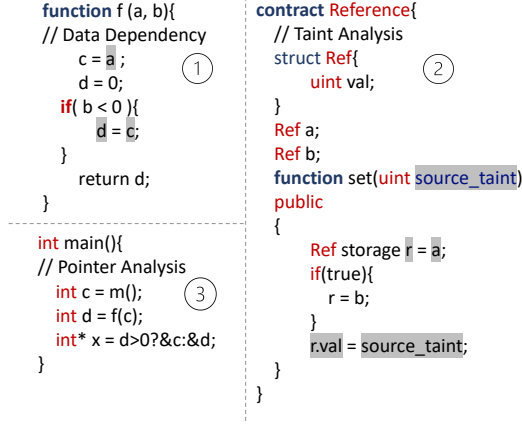 function f (a, b){
// Data Dependency
c = a ;
d = 0;
if( b < 0 ){
d = c;
}
return d;
}
1
int main(){
// Pointer Analysis
int c = m();
int d = f(c);
int* x = d>0?&c:&d;
}
3
contract Reference{
// Taint Analysis
struct Ref{
uint val;
}
Ref a;
Ref b;
function set(uint source_taint)
public
{
Ref storage r = a;
if(true){
r = b;
}
r.val = source_taint;
}
}
2